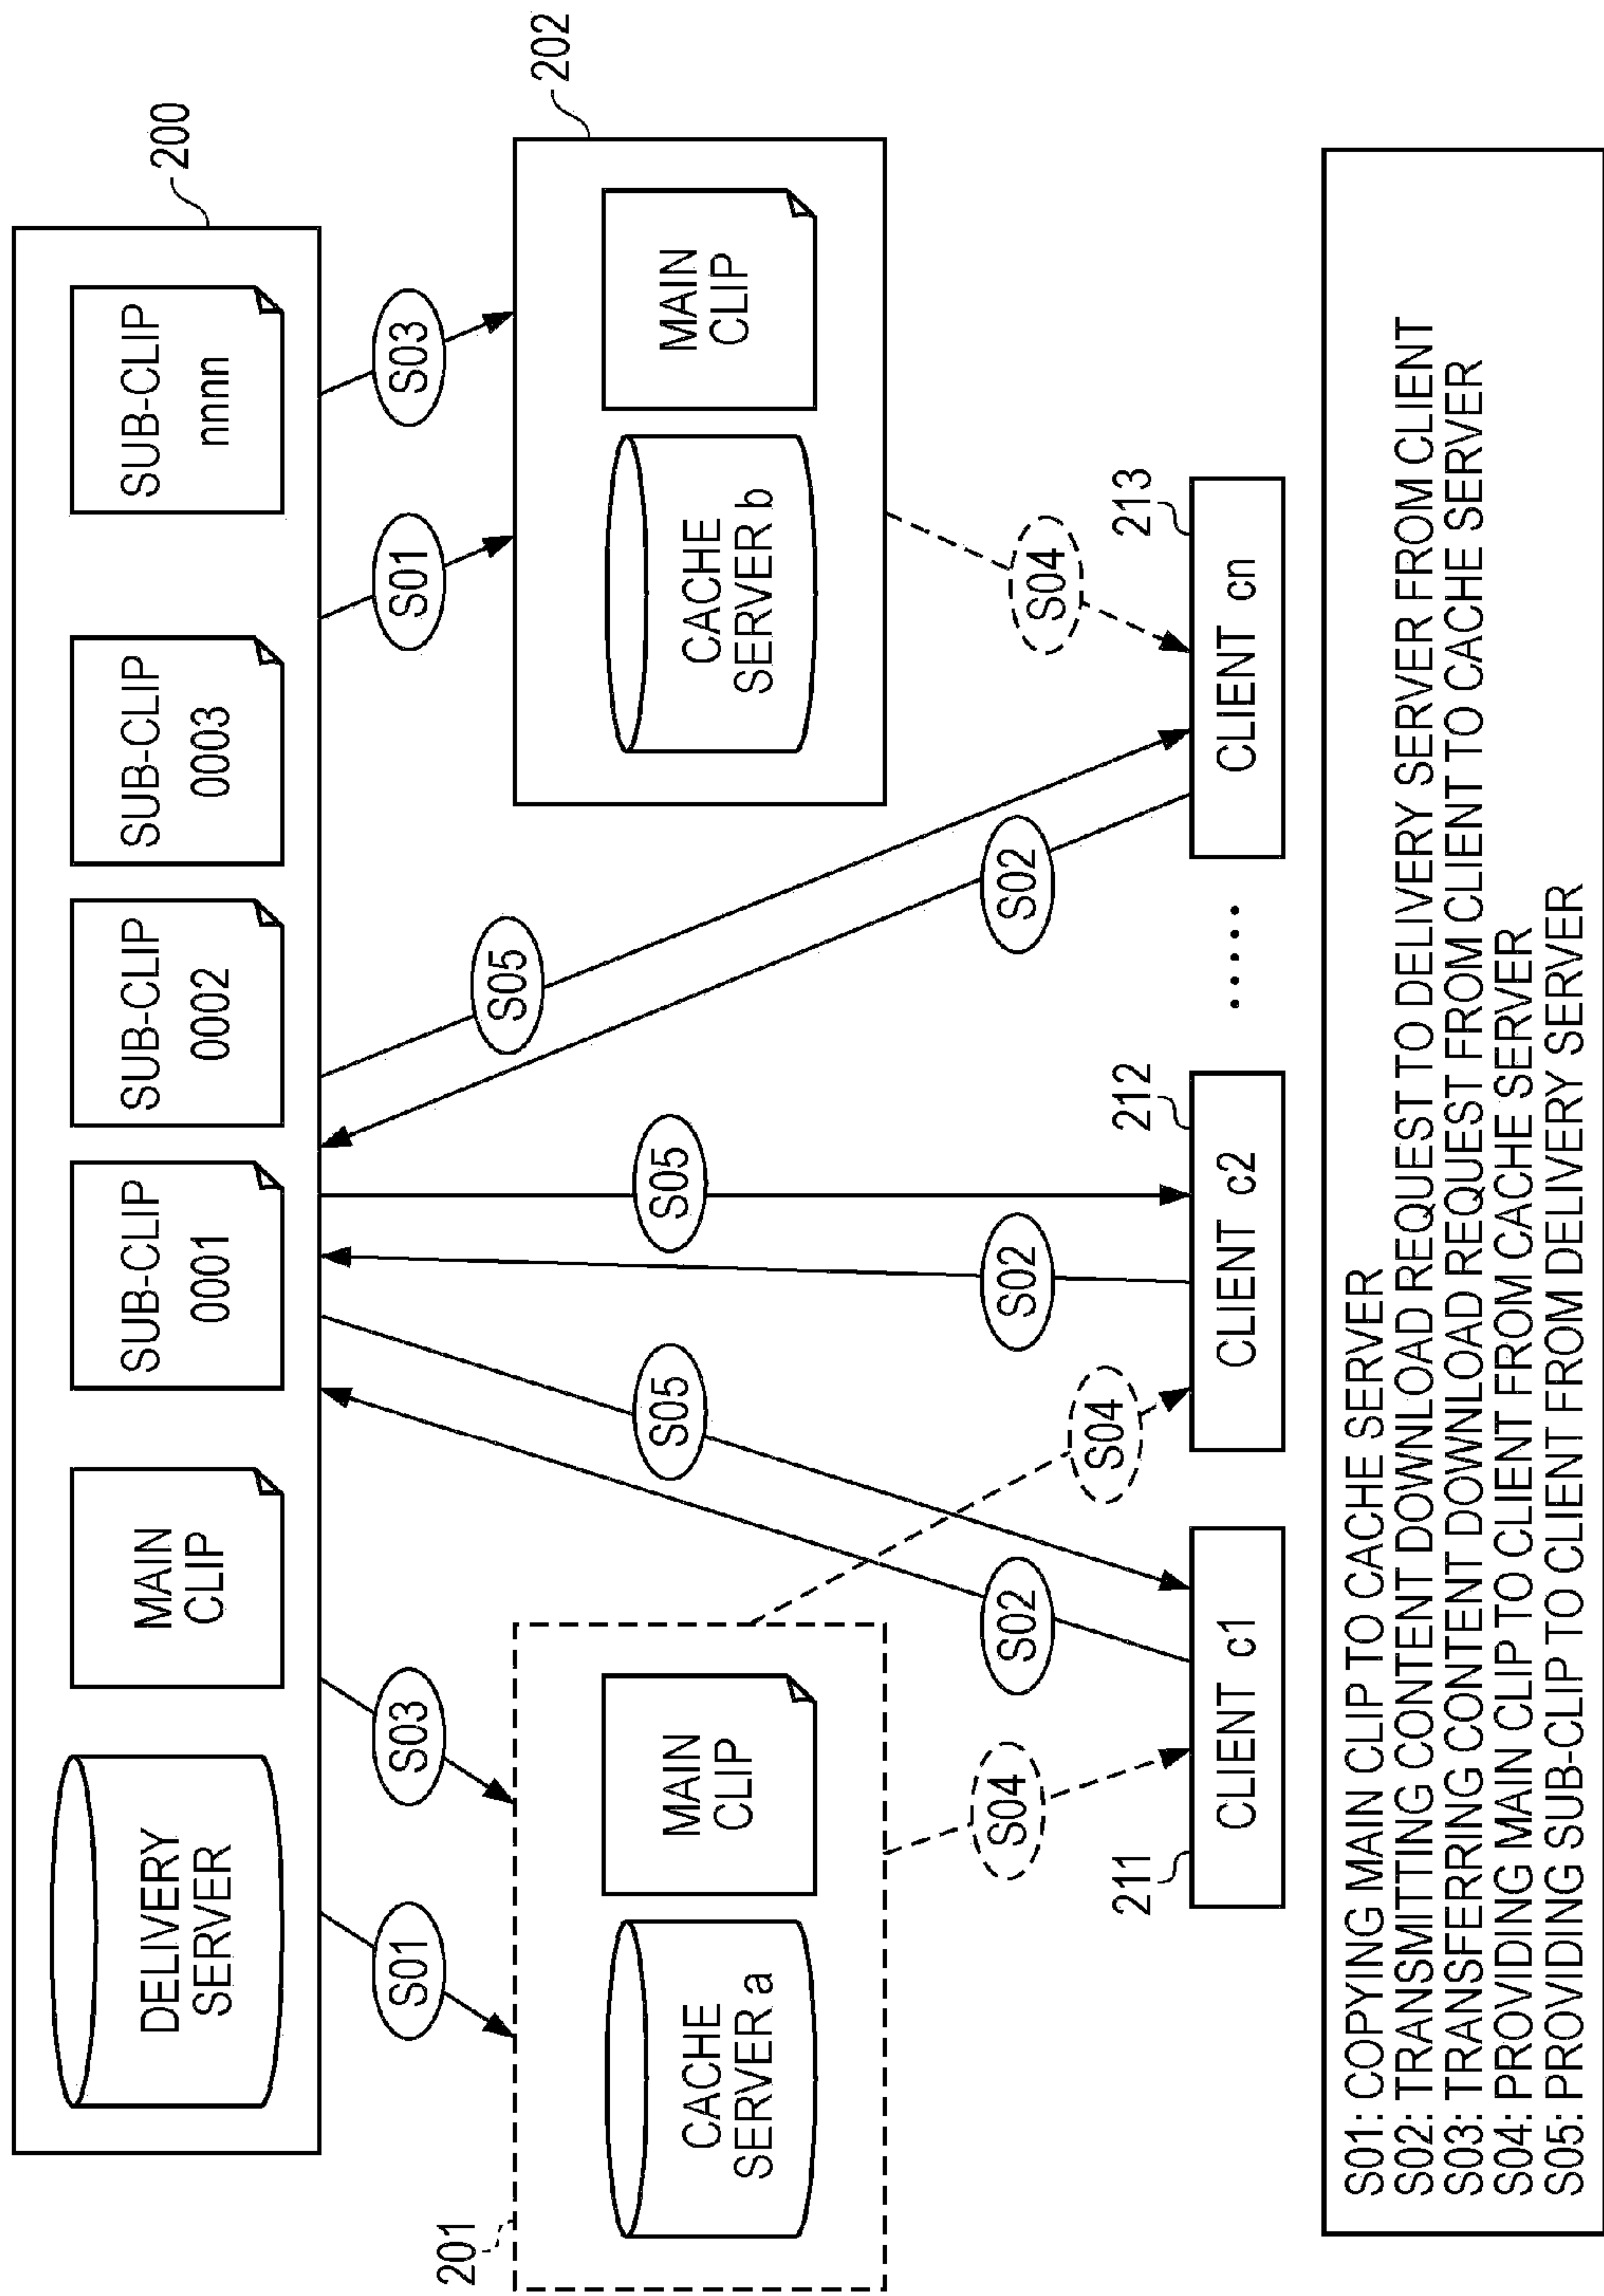 200
DELIVERY
SERVER
MAIN
CLIP
SUB-CLIP
0001
SUB-CLIP
0002
SUB-CLIP
0003
SUB-CLIP
nnnn
S01
S03
S01
S03
201
CACHE
SERVER a
MAIN
CLIP
202
CACHE
SERVER b
MAIN
CLIP
S05
S05
S05
S04
S02
S04
S02
S02
S04
211
CLIENT c1
212
CLIENT c2
.....
213
CLIENT cn
S01: COPYING MAIN CLIP TO CACHE SERVER
S02: TRANSMITTING CONTENT DOWNLOAD REQUEST TO DELIVERY SERVER FROM CLIENT
S03: TRANSFERRING CONTENT DOWNLOAD REQUEST FROM CLIENT TO CACHE SERVER
S04: PROVIDING MAIN CLIP TO CLIENT FROM CACHE SERVER
S05: PROVIDING SUB-CLIP TO CLIENT FROM DELIVERY SERVER